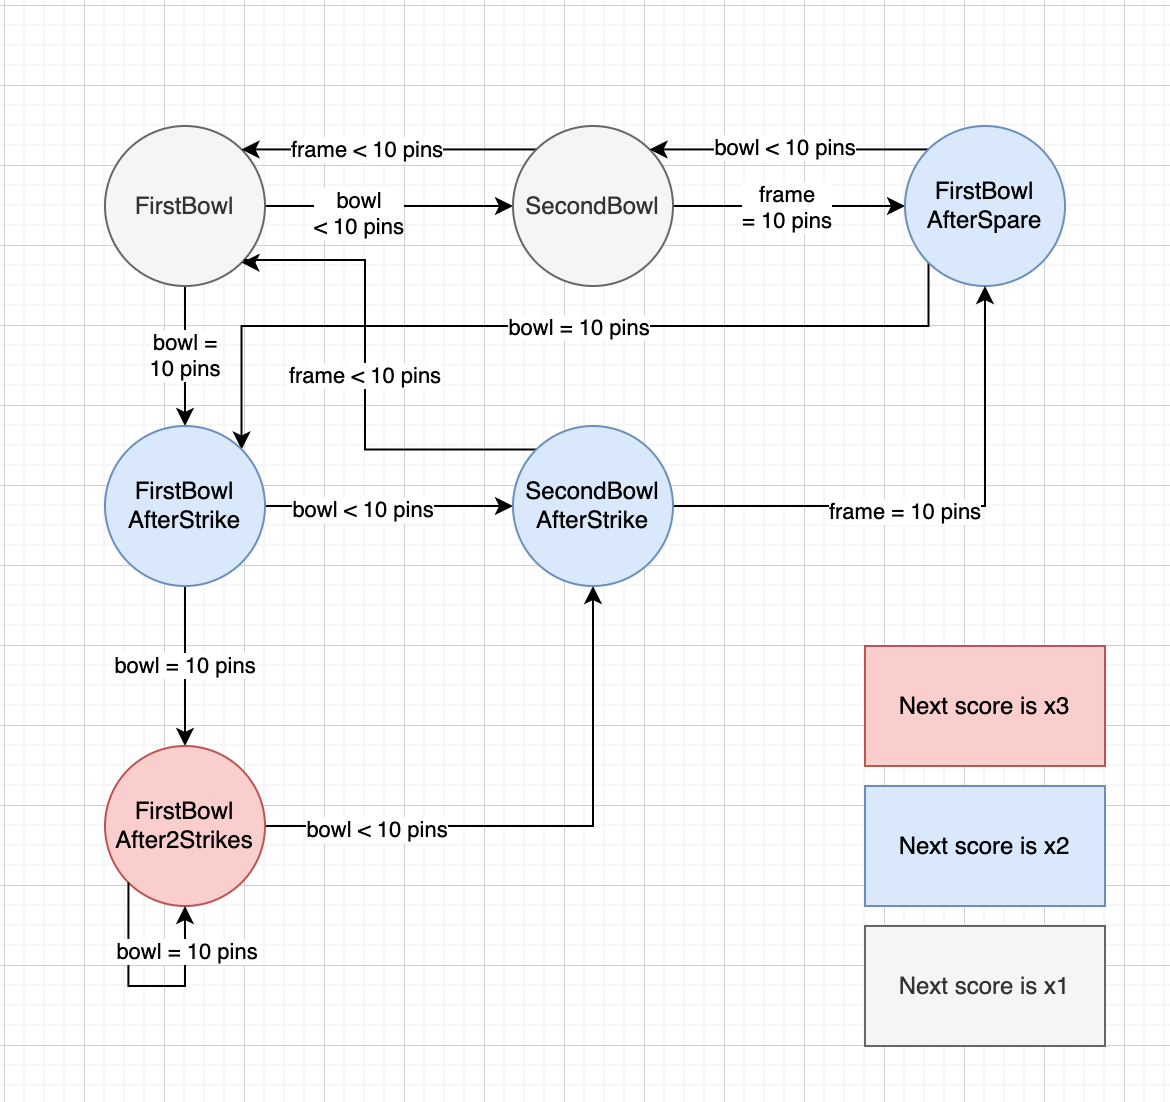 frame < 10 pins
bowl < 10 pins
FirstBowl
bowl
< 10 pins
SecondBowl
frame
= 10 pins
FirstBowl
AfterSpare
bowl = 10 pins
bowl =
10 pins
frame < 10 pins
FirstBowl
AfterStrike
bowl < 10 pins
SecondBowl
AfterStrike
frame = 10 pins
bowl = 10 pins
Next score is x3
FirstBowl
After2Strikes
bowl < 10 pins
Next score is x2
bowl = 10 pins
Next score is x1